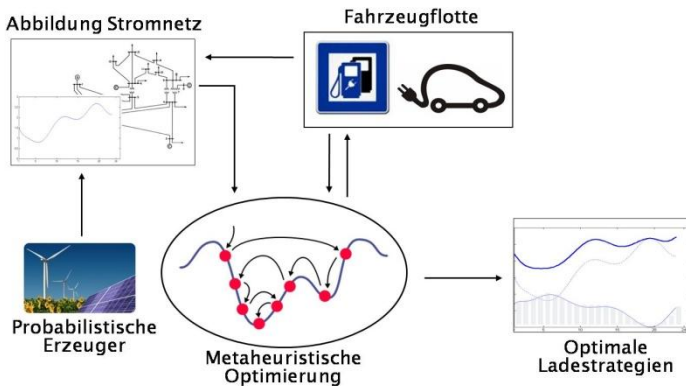 Abbildung Stromnetz
Fahrzeugflotte
Probabilistische
Erzeuger
Metaheuristische
Optimierung
Optimale
Ladestrategien